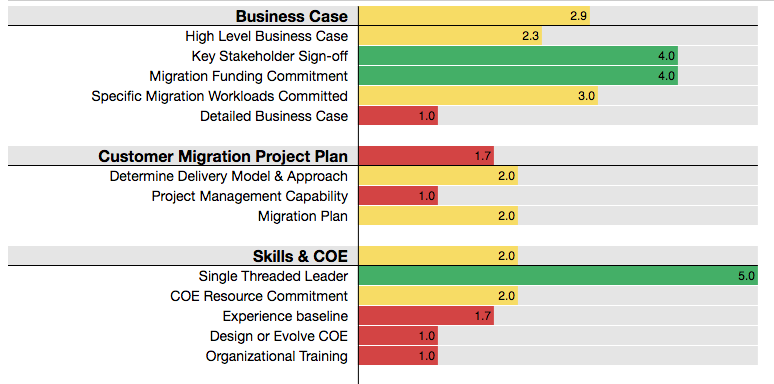 Business Case 2.9
High Level Business Case 2.3
Key Stakeholder Sign-off 4.0
Migration Funding Commitment 4.0
Specific Migration Workloads Committed 3.0
Detailed Business Case 1.0
Customer Migration Project Plan 1.7
Determine Delivery Model & Approach 2.0
Project Management Capability 1.0
Migration Plan 2.0
Skills & COE 2.0
Single Threaded Leader 5.0
COE Resource Commitment 2.0
Experience baseline 1.7
Design or Evolve COE 1.0
Organizational Training 1.0